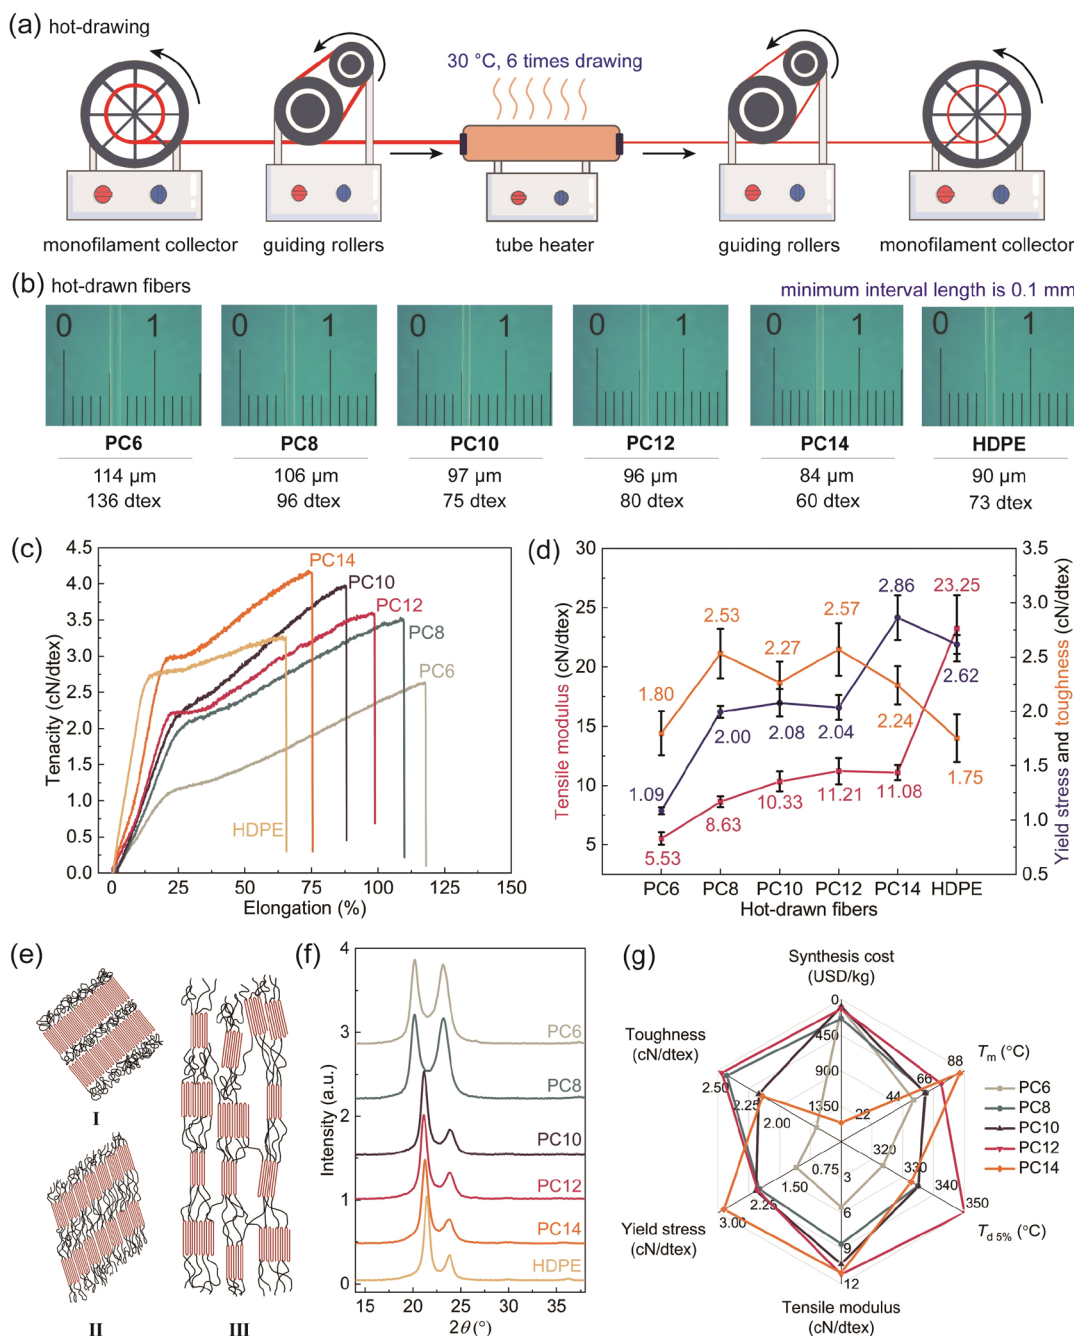 (a) hot-drawing
30 °C, 6 times drawing
monofilament collector guiding rollers tube heater guiding rollers monofilament collector
(b) hot-drawn fibers minimum interval length is 0.1 mm
0 1 0 1 0 1 0 1 0 1 0 1
PC6 PC8 PC10 PC12 PC14 HDPE
114 µm 106 µm 97 µm 96 µm 84 µm 90 µm
136 dtex 96 dtex 75 dtex 80 dtex 60 dtex 73 dtex
(c)
Tenacity (cN/dtex)
4.5
4.0
3.5
3.0
2.5
2.0
1.5
1.0
0.5
0.0
PC14
PC10
PC12
PC8
PC6
HDPE
0 25 50 75 100 125 150
Elongation (%)
(d)
Tensile modulus (cN/dtex)
30
25
20
15
10
5
2.86 23.25
2.53 2.57
2.27
1.80
2.62
2.24
2.00 2.08 2.04
1.75
1.09
8.63 10.33 11.21 11.08
5.53
3.5
3.0
2.5
2.0
1.5
1.0
0.5
Yield stress and toughness (cN/dtex)
PC6 PC8 PC10 PC12 PC14 HDPE
Hot-drawn fibers
(e)
I
II
III
(f)
Intensity (a.u.)
4
3
2
1
0
PC6
PC8
PC10
PC12
PC14
HDPE
15 20 25 30 35
2θ (°)
(g)
Synthesis cost
(USD/kg)
0
450
900
1350
Tm (°C)
88
66
44
22
Td 5% (°C)
320
330
340
350
Tensile modulus
(cN/dtex)
3
6
9
12
Yield stress
(cN/dtex)
0.75
1.50
2.25
3.00
Toughness
(cN/dtex)
2.00
2.25
2.50
PC6
PC8
PC10
PC12
PC14